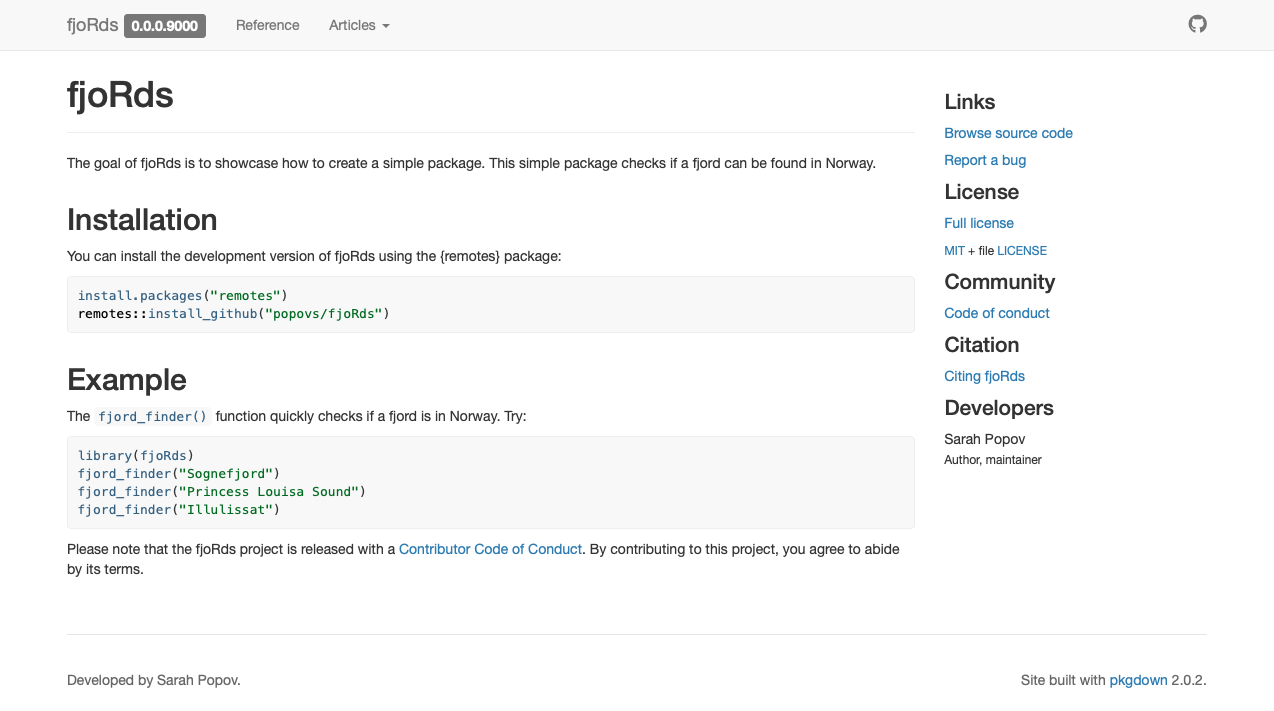 fjoRds 0.0.0.9000 Reference Articles
fjoRds
The goal of fjoRds is to showcase how to create a simple package. This simple package checks if a fjord can be found in Norway.
Installation
You can install the development version of fjoRds using the {remotes} package:
install.packages("remotes")
remotes::install_github("popovs/fjoRds")
Example
The fjord_finder() function quickly checks if a fjord is in Norway. Try:
library(fjoRds)
fjord_finder("Sognefjord")
fjord_finder("Princess Louisa Sound")
fjord_finder("Illulissat")
Please note that the fjoRds project is released with a Contributor Code of Conduct. By contributing to this project, you agree to abide
by its terms.
Links
Browse source code
Report a bug
License
Full license
MIT + file LICENSE
Community
Code of conduct
Citation
Citing fjoRds
Developers
Sarah Popov
Author, maintainer
Developed by Sarah Popov.
Site built with pkgdown 2.0.2.